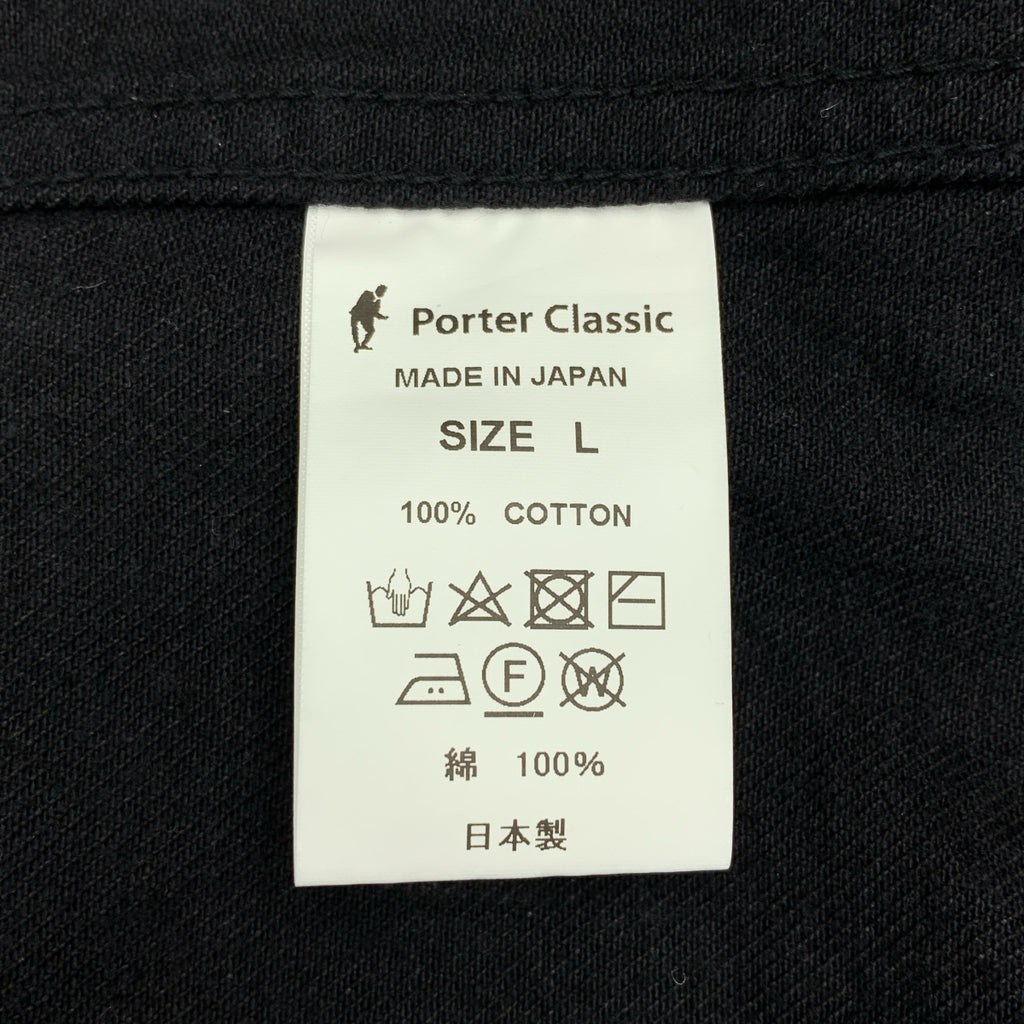 Porter Classic
MADE IN JAPAN
SIZE L
100% COTTON
F W
綿 100%
日本製